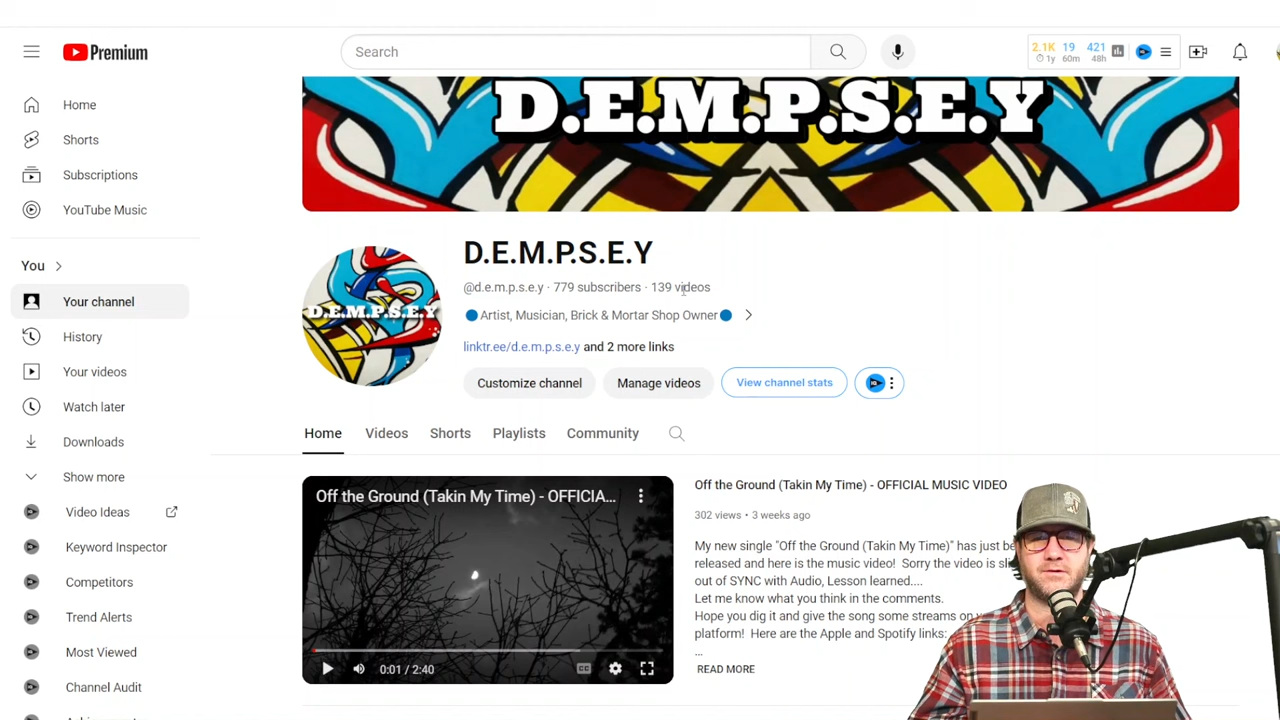 Premium
Search
2.1K 19 421
1y 60m 48h
Home
Shorts
Subscriptions
YouTube Music
You
Your channel
History
Your videos
Watch later
Downloads
Show more
Video Ideas
Keyword Inspector
Competitors
Trend Alerts
Most Viewed
Channel Audit
D.E.M.P.S.E.Y
D.E.M.P.S.E.Y
D.E.M.P.S.E.Y
@d.e.m.p.s.e.y · 779 subscribers · 139 videos
Artist, Musician, Brick & Mortar Shop Owner
linktr.ee/d.e.m.p.s.e.y and 2 more links
Customize channel
Manage videos
View channel stats
Home
Videos
Shorts
Playlists
Community
Off the Ground (Takin My Time) - OFFICIA...
0:01 / 2:40
Off the Ground (Takin My Time) - OFFICIAL MUSIC VIDEO
302 views • 3 weeks ago
My new single "Off the Ground (Takin My Time)" has just be
released and here is the music video! Sorry the video is sl
out of SYNC with Audio, Lesson learned....
Let me know what you think in the comments.
Hope you dig it and give the song some streams on y
platform! Here are the Apple and Spotify links:
...
READ MORE